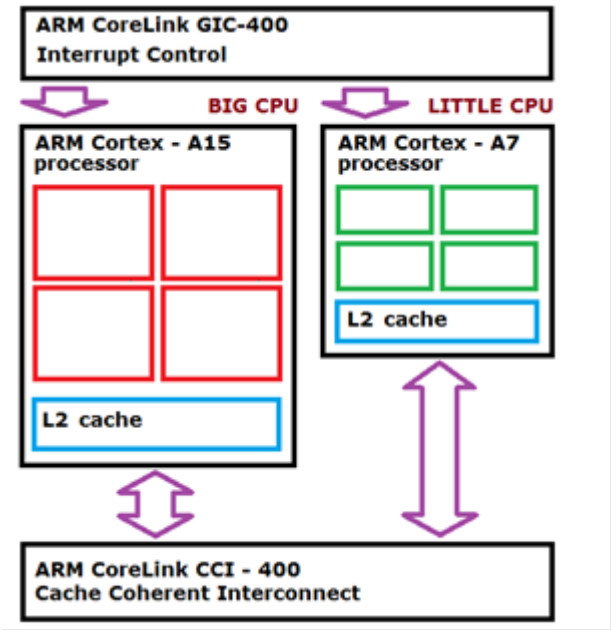 ARM CoreLink GIC-400
Interrupt Control
BIG CPU
LITTLE CPU
ARM Cortex - A15
processor
L2 cache
ARM Cortex - A7
processor
L2 cache
ARM CoreLink CCI - 400
Cache Coherent Interconnect